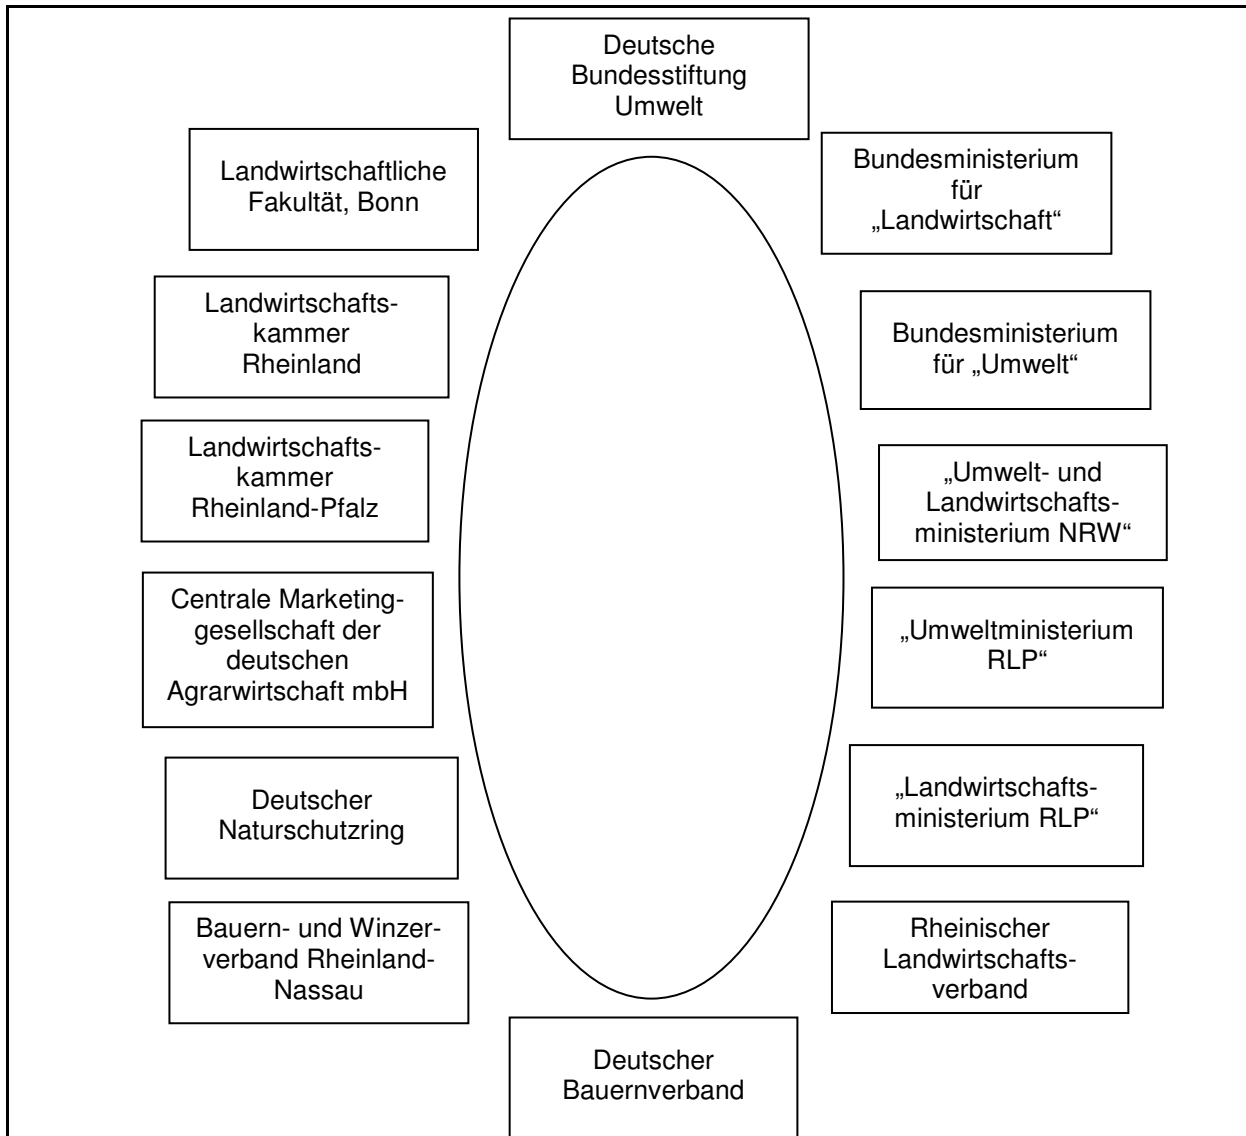 Deutsche
Bundesstiftung
Umwelt
Landwirtschaftliche
Fakultät, Bonn
Bundesministerium
für
„Landwirtschaft“
Landwirtschafts-
kammer
Rheinland
Bundesministerium
für „Umwelt“
Landwirtschafts-
kammer
Rheinland-Pfalz
„Umwelt- und
Landwirtschafts-
ministerium NRW“
Centrale Marketing-
gesellschaft der
deutschen
Agrarwirtschaft mbH
„Umweltministerium
RLP“
Deutscher
Naturschutzring
„Landwirtschafts-
ministerium RLP“
Bauern- und Winzer-
verband Rheinland-
Nassau
Rheinischer
Landwirtschafts-
verband
Deutscher
Bauernverband